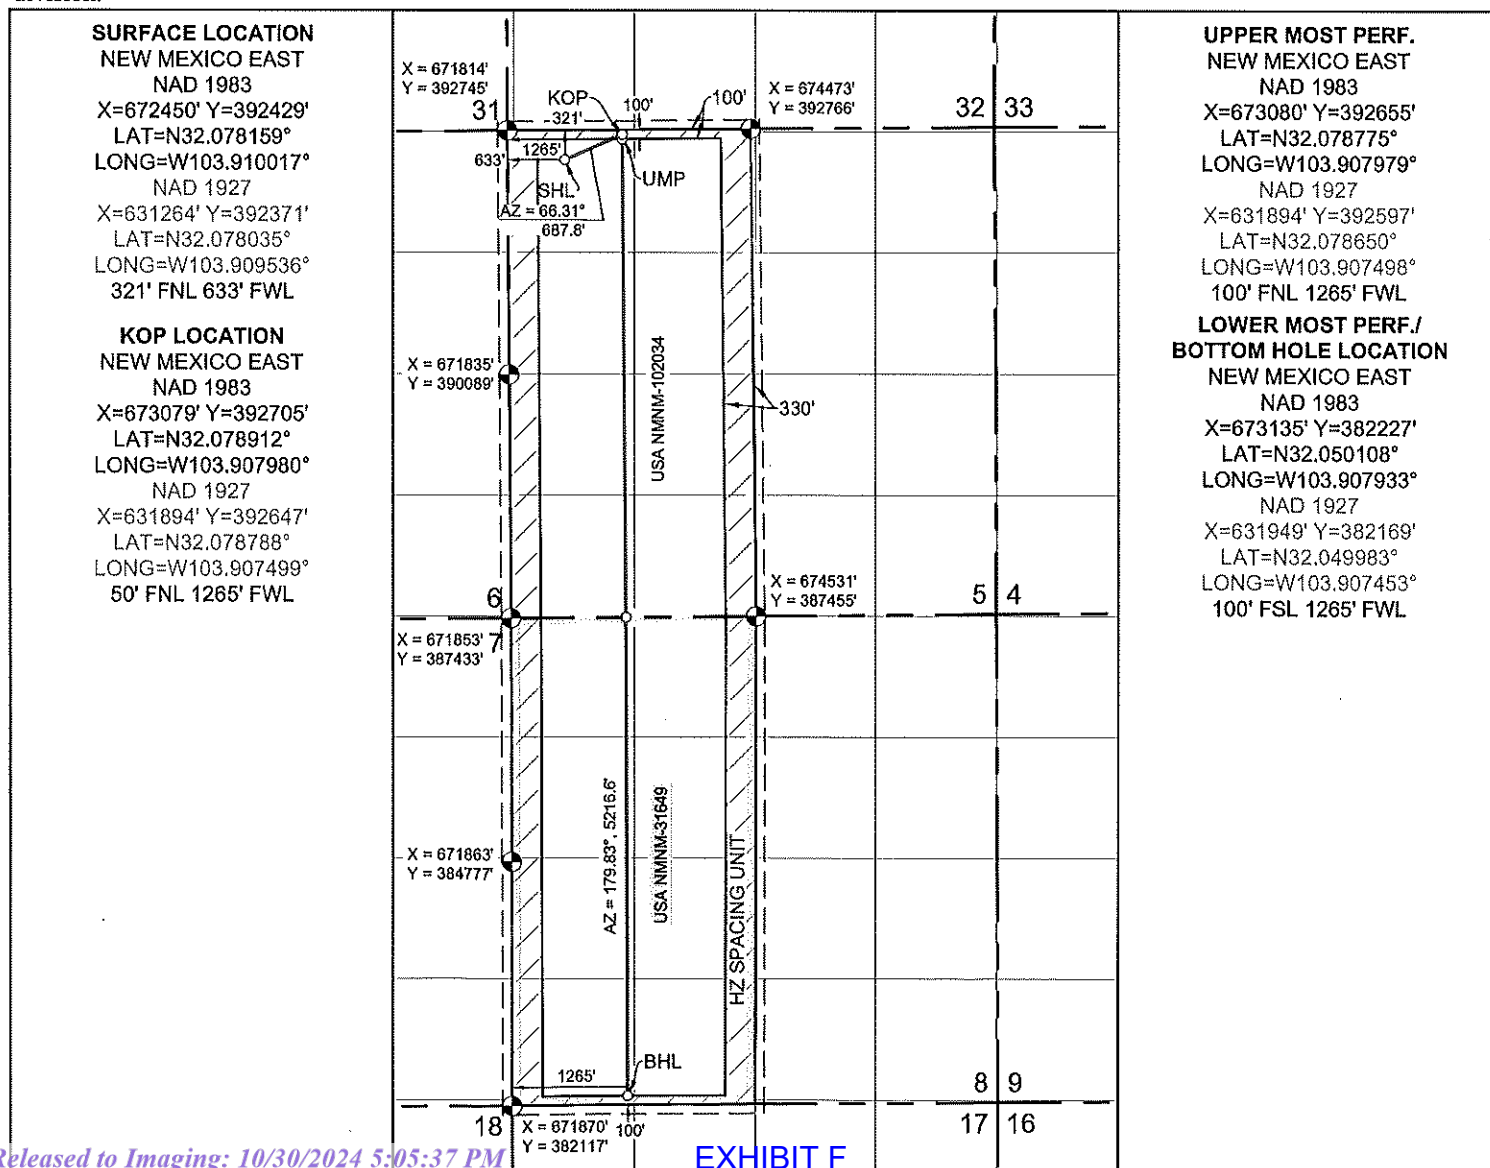 SURFACE LOCATION
NEW MEXICO EAST
NAD 1983
X=672450' Y=392429'
LAT=N32.078159°
LONG=W103.910017°
NAD 1927
X=631264' Y=392371'
LAT=N32.078035°
LONG=W103.909536°
321' FNL 633' FWL
KOP LOCATION
NEW MEXICO EAST
NAD 1983
X=673079' Y=392705'
LAT=N32.078912°
LONG=W103.907980°
NAD 1927
X=631894' Y=392647'
LAT=N32.078788°
LONG=W103.907499°
50' FNL 1265' FWL
X = 671814'
Y = 392745'
31
KOP
321'
100'
100'
X = 674473'
Y = 392766'
32 33
1265'
633'
SHL
UMP
AZ = 66.31°
687.8'
X = 671835'
Y = 390089'
USA NMNM-102034
330'
6
7
X = 671853'
Y = 387433'
X = 674531'
Y = 387455'
5 4
X = 671863'
Y = 384777'
AZ = 179.83°, 5216.6'
USA NMNM-31649
HZ SPACING UNIT
1265'
BHL
8 9
18
X = 671870'
Y = 382117'
100'
17 16
UPPER MOST PERF.
NEW MEXICO EAST
NAD 1983
X=673080' Y=392655'
LAT=N32.078775°
LONG=W103.907979°
NAD 1927
X=631894' Y=392597'
LAT=N32.078650°
LONG=W103.907498°
100' FNL 1265' FWL
LOWER MOST PERF./
BOTTOM HOLE LOCATION
NEW MEXICO EAST
NAD 1983
X=673135' Y=382227'
LAT=N32.050108°
LONG=W103.907933°
NAD 1927
X=631949' Y=382169'
LAT=N32.049983°
LONG=W103.907453°
100' FSL 1265' FWL
Released to Imaging: 10/30/2024 5:05:37 PM
EXHIBIT F